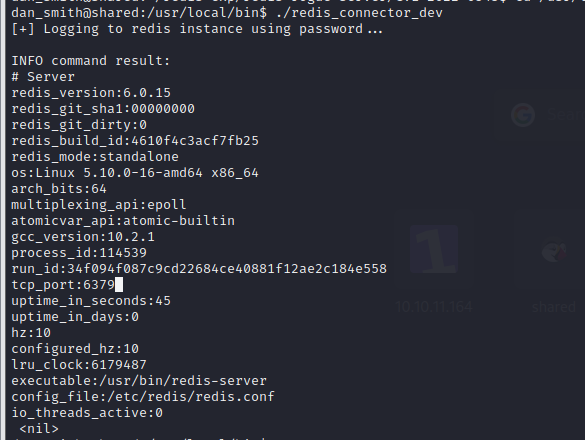 dan_smith@shared:/usr/local/bin$ ./redis_connector_dev
[+] Logging to redis instance using password...

INFO command result:
# Server
redis_version:6.0.15
redis_git_sha1:00000000
redis_git_dirty:0
redis_build_id:4610f4c3acf7fb25
redis_mode:standalone
os:Linux 5.10.0-16-amd64 x86_64
arch_bits:64
multiplexing_api:epoll
atomicvar_api:atomic-builtin
gcc_version:10.2.1
process_id:114539
run_id:34f094f087c9cd22684ce40881f12ae2c184e558
tcp_port:6379
uptime_in_seconds:45
uptime_in_days:0
hz:10
configured_hz:10
lru_clock:6179487
executable:/usr/bin/redis-server
config_file:/etc/redis/redis.conf
io_threads_active:0
<nil>
10.10.11.164
shared